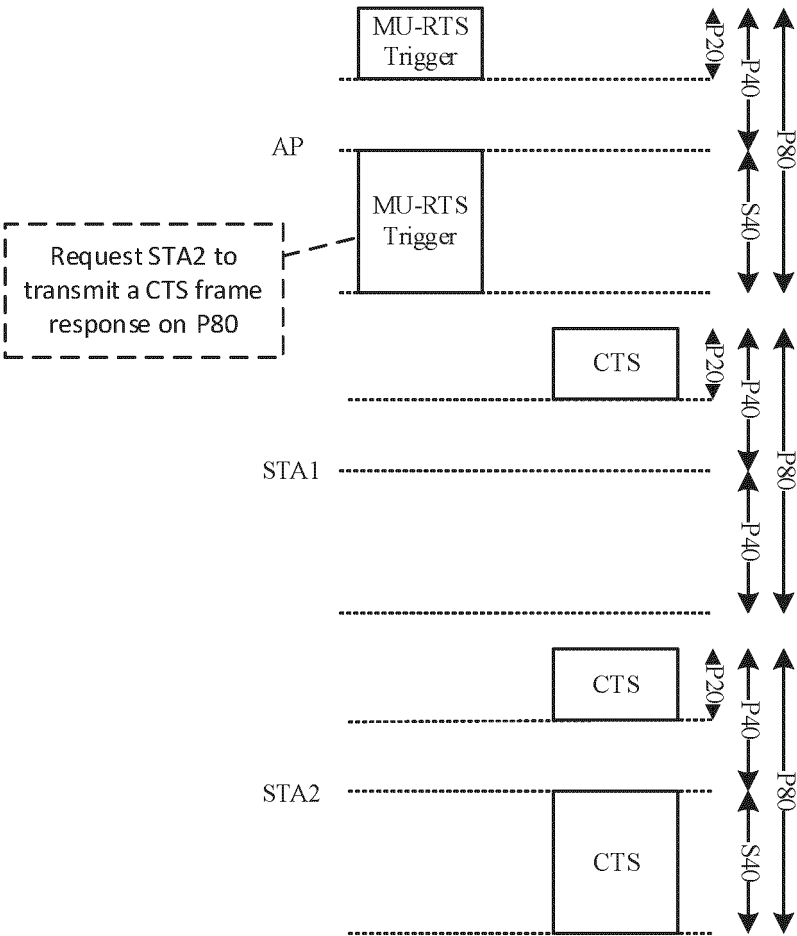 MU-RTS
Trigger
P20
P40
P80
AP
MU-RTS
Trigger
S40
Request STA2 to
transmit a CTS frame
response on P80
CTS
P20
P40
P80
STA1
P40
CTS
P20
P40
P80
STA2
CTS
S40